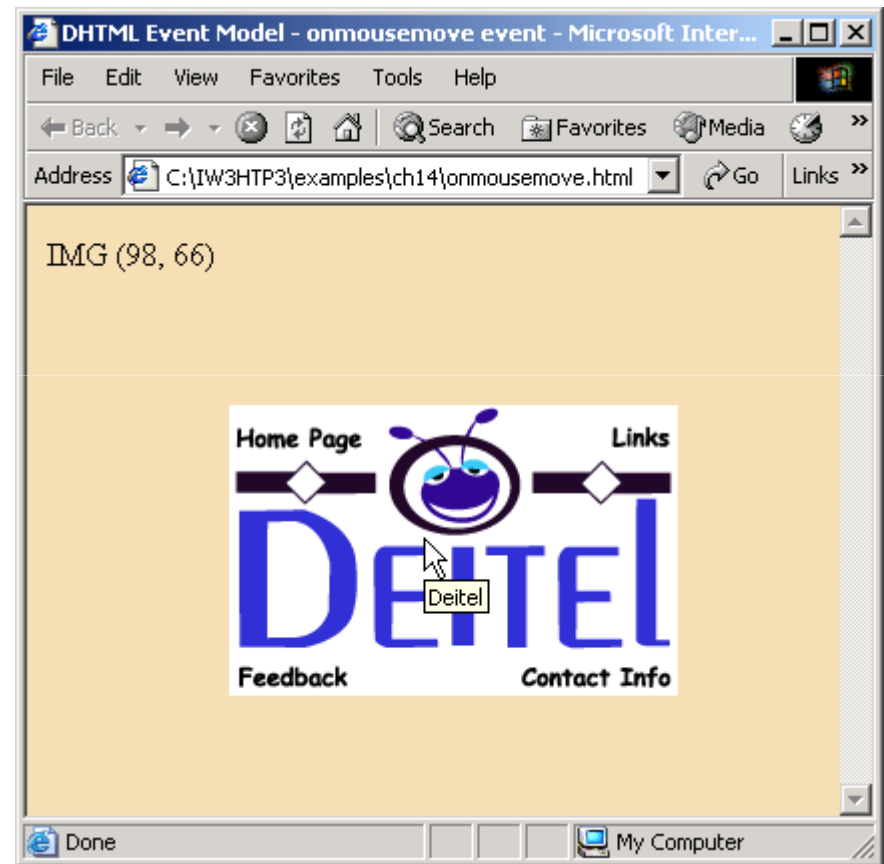 DHTML Event Model - onmousemove event - Microsoft Inter...
File Edit View Favorites Tools Help
Back Search Favorites Media »
Address C:\IW3HTP3\examples\ch14\onmousemove.html Go Links »
IMG (98, 66)
Home Page Links
DEITEL
Deitel
Feedback Contact Info
Done My Computer